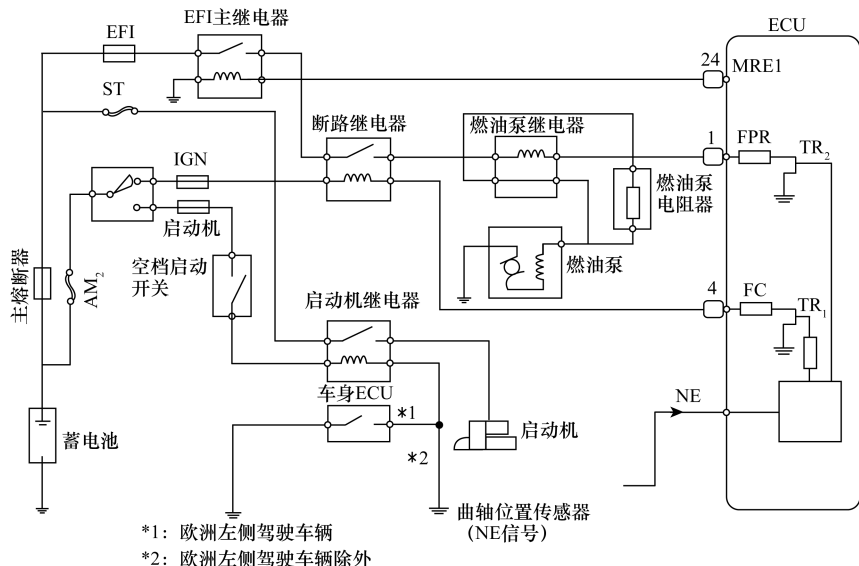 EFI主继电器
ECU
EFI
24
MRE1
ST
断路继电器
燃油泵继电器
1
FPR
TR2
IGN
燃油泵
电阻器
启动机
空档启动
开关
燃油泵
主熔断器
AM2
启动机继电器
4
FC
TR1
车身ECU
*1
NE
启动机
蓄电池
*2
曲轴位置传感器
（NE信号）
*1：欧洲左侧驾驶车辆
*2：欧洲左侧驾驶车辆除外